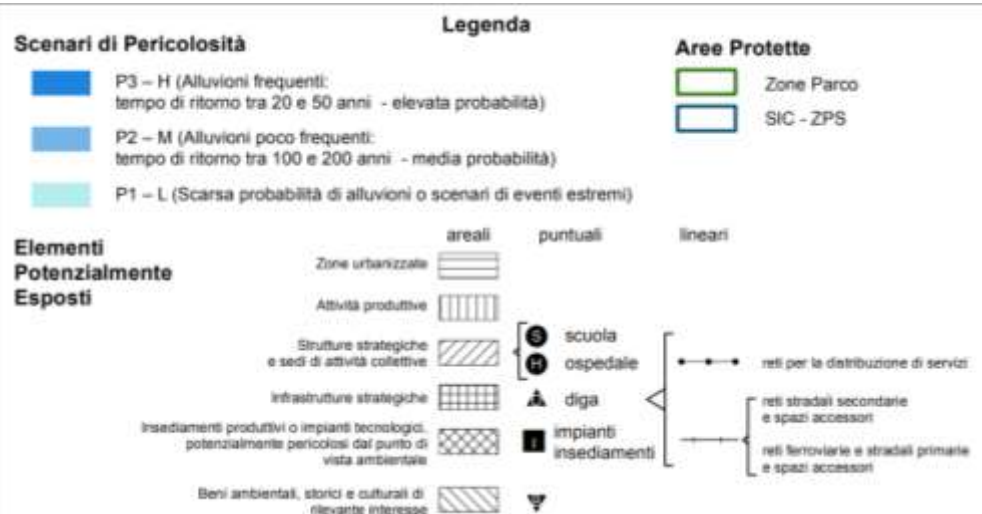 Legenda
Scenari di Pericolosità
P3 – H (Alluvioni frequenti:
tempo di ritorno tra 20 e 50 anni - elevata probabilità)
P2 – M (Alluvioni poco frequenti:
tempo di ritorno tra 100 e 200 anni - media probabilità)
P1 – L (Scarsa probabilità di alluvioni o scenari di eventi estremi)
Aree Protette
Zone Parco
SIC - ZPS
Elementi
Potenzialmente
Esposti
areali
puntuali
lineari
Zone urbanizzate
Attività produttive
Strutture strategiche
e sedi di attività collettive
S scuola
H ospedale
Infrastrutture strategiche
diga
Insediamenti produttivi o impianti tecnologici,
potenzialmente pericolosi dal punto di
vista ambientale
I impianti
insediamenti
Beni ambientali, storici e culturali di
rilevante interesse
reti per la distribuzione di servizi
reti stradali secondarie
e spazi accessori
reti ferroviarie e stradali primarie
e spazi accessori